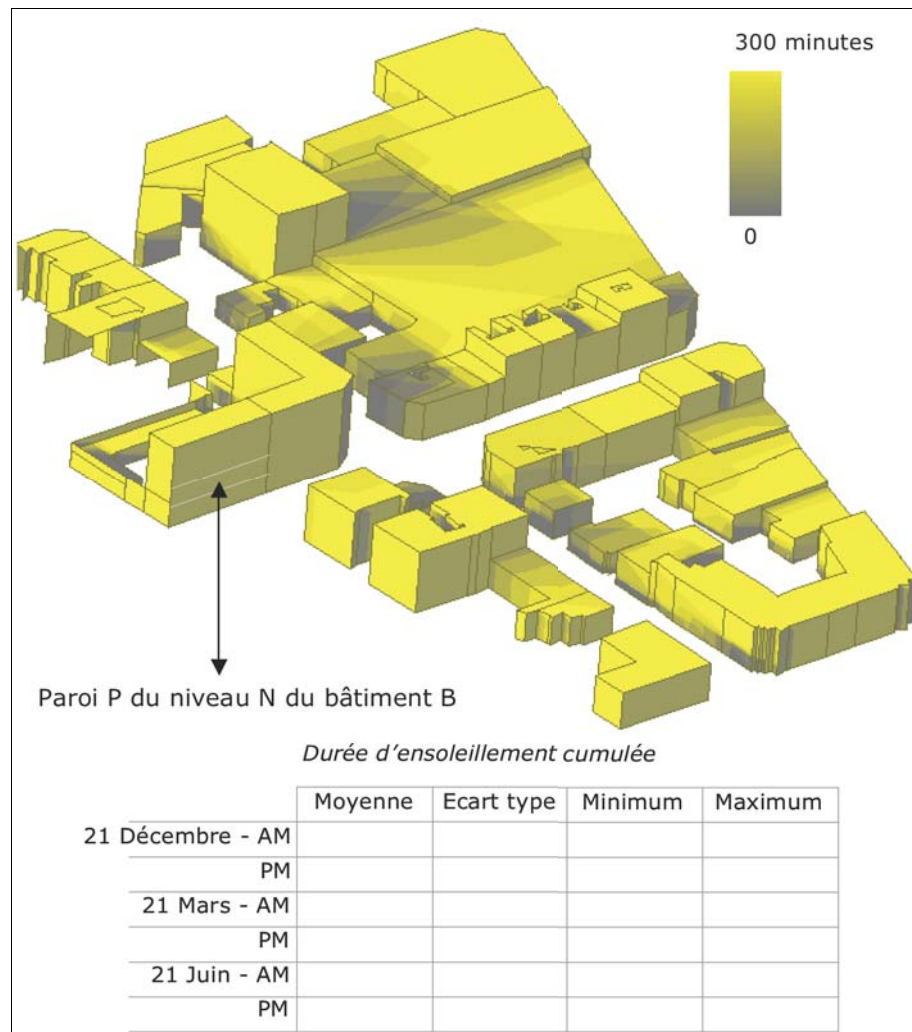 300 minutes
0
Paroi P du niveau N du bâtiment B
Durée d'ensoleillement cumulée
Moyenne Ecart type Minimum Maximum
21 Décembre - AM
PM
21 Mars - AM
PM
21 Juin - AM
PM